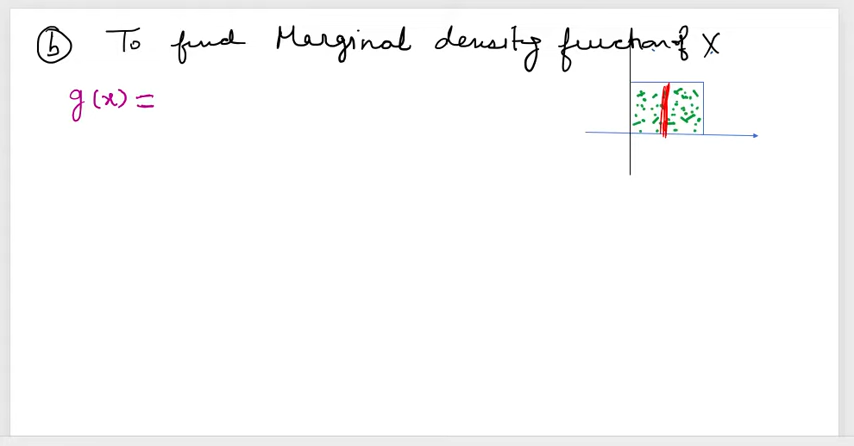 ⓑ To find Marginal density function of X
g(x) =